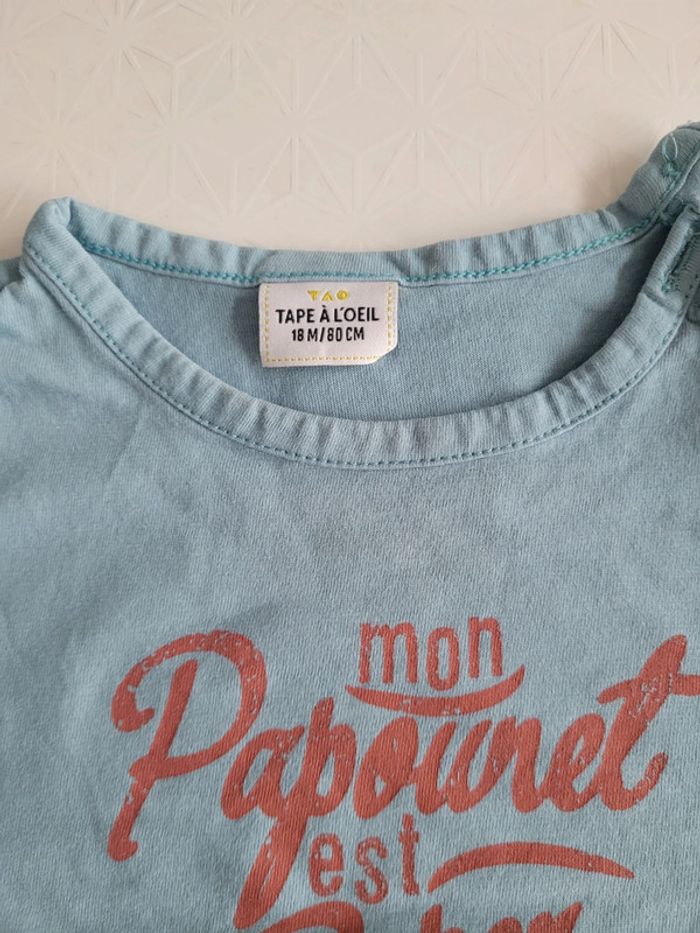 TAO
TAPE À L'OEIL
18 M/80 CM
mon
Papounet
est